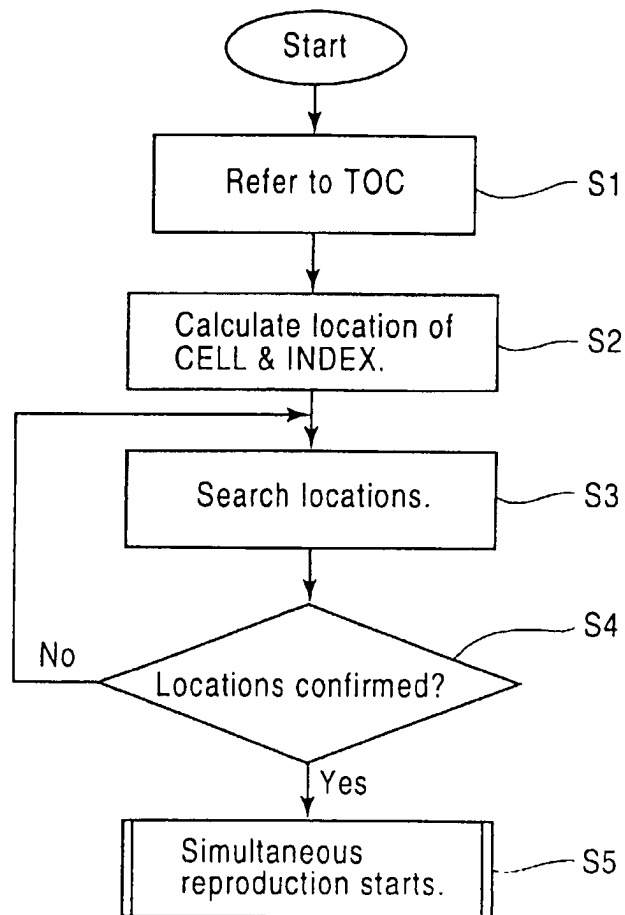 Start
Refer to TOC
S1
Calculate location of
CELL & INDEX.
S2
Search locations.
S3
S4
No
Locations confirmed?
Yes
Simultaneous
reproduction starts.
S5